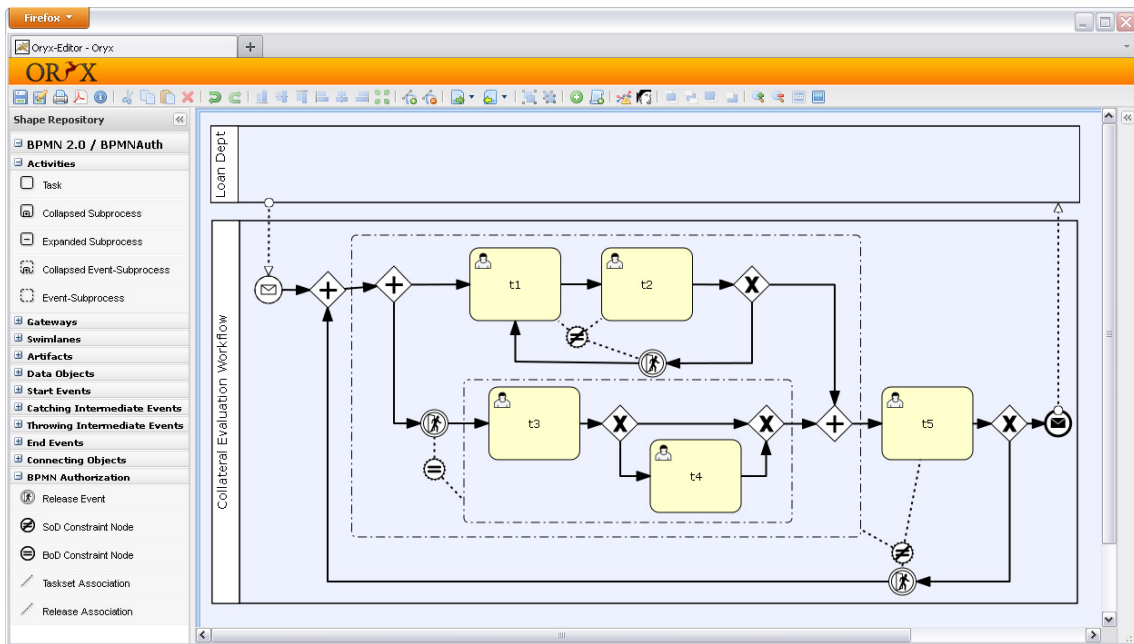 Firefox
Oryx-Editor - Oryx
ORYX
Shape Repository
BPMN 2.0 / BPMNAuth
Activities
Task
Collapsed Subprocess
Expanded Subprocess
Collapsed Event-Subprocess
Event-Subprocess
Gateways
Swimlanes
Artifacts
Data Objects
Start Events
Catching Intermediate Events
Throwing Intermediate Events
End Events
Connecting Objects
BPMN Authorization
Release Event
SoD Constraint Node
BoD Constraint Node
Taskset Association
Release Association
Loan Dept
Collateral Evaluation Workflow
t1
t2
t3
t4
t5